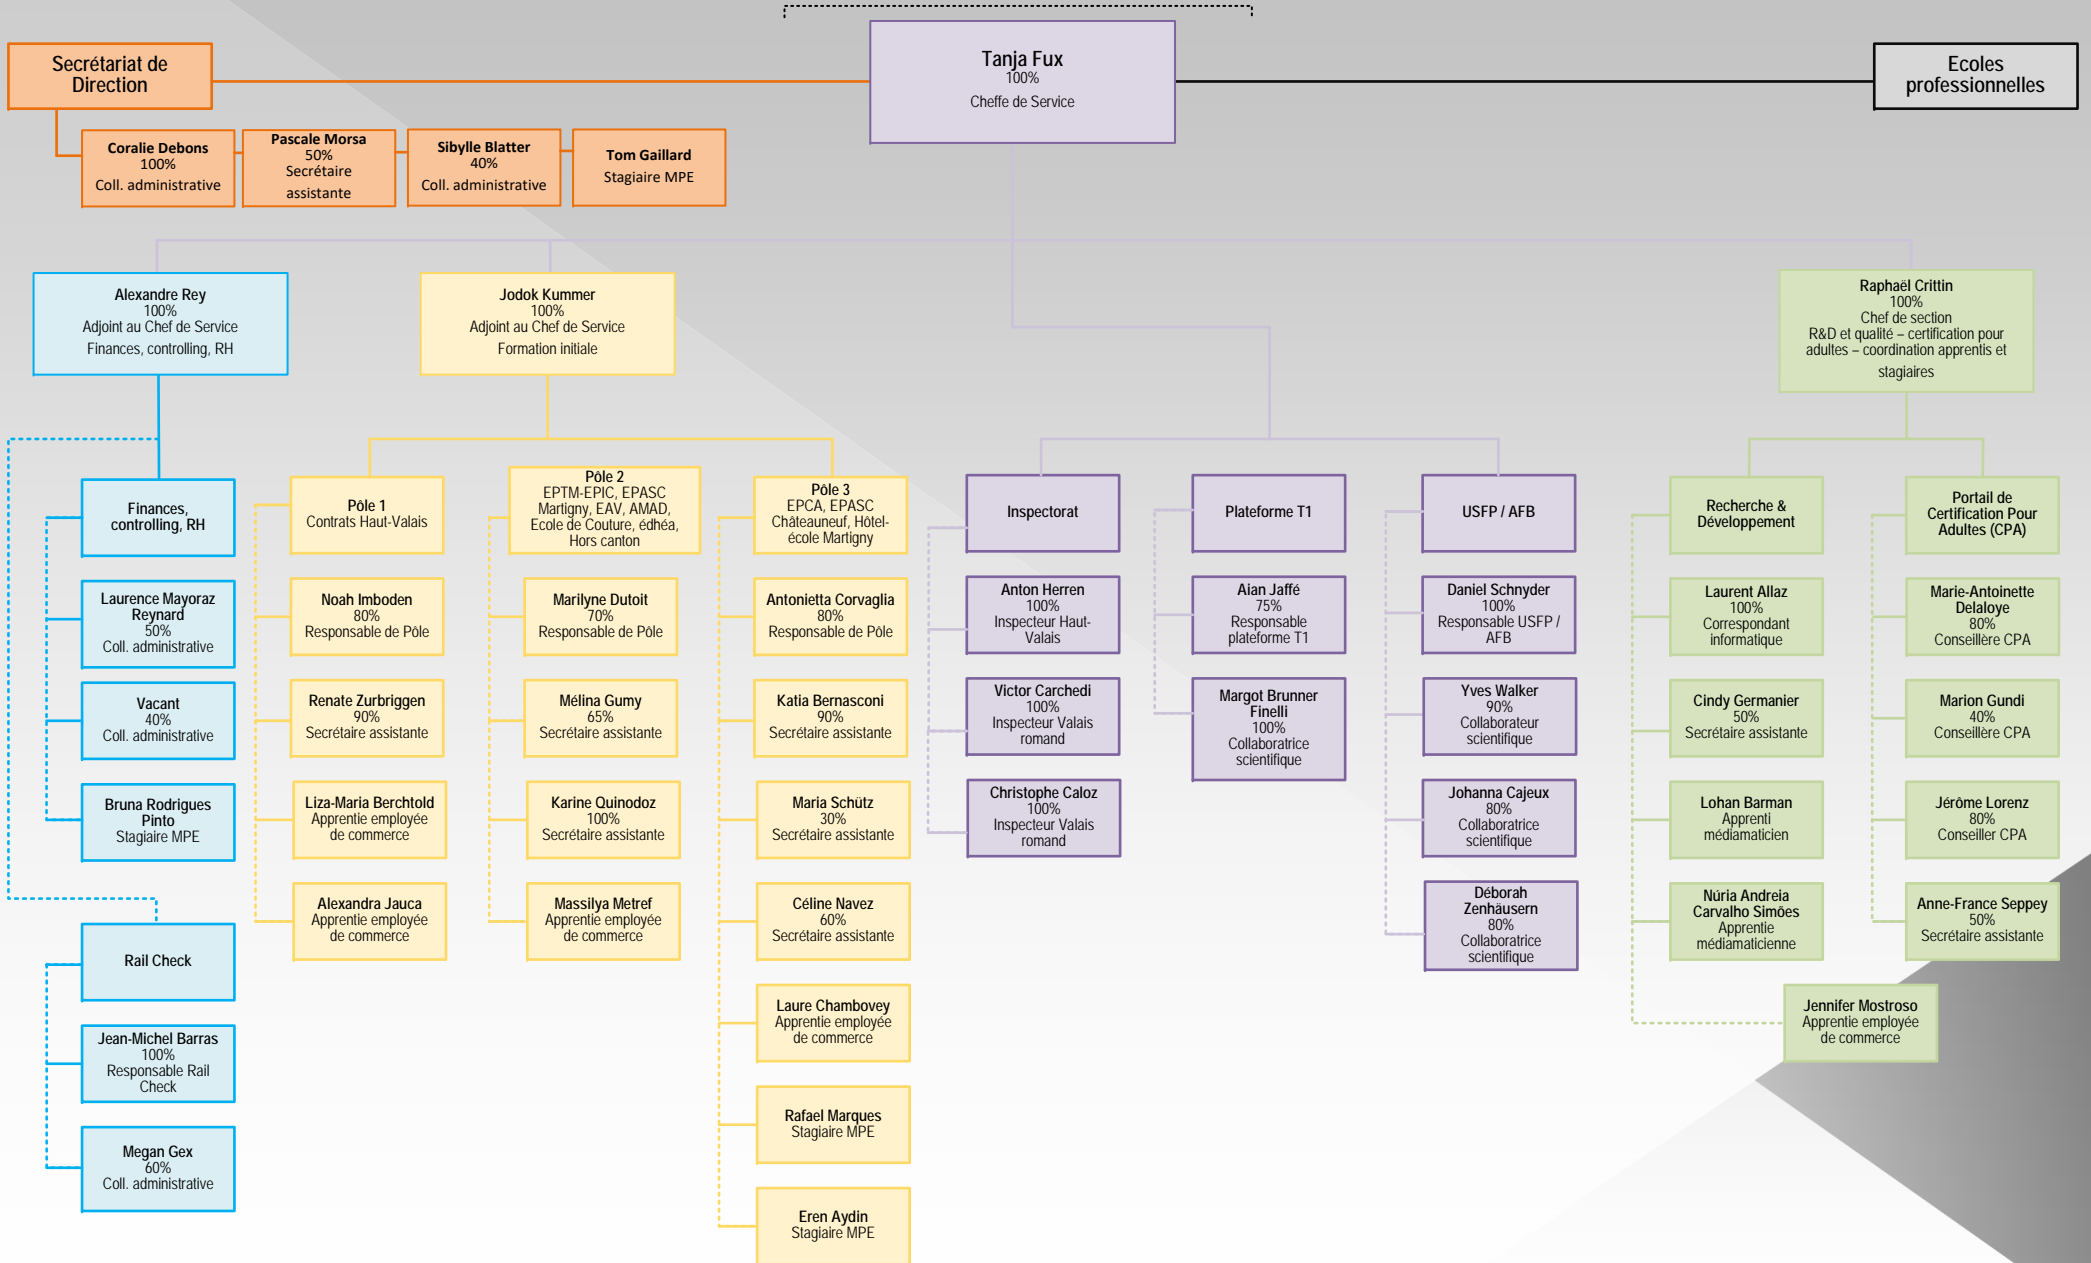 Secrétariat de
Direction
Tanja Fux
100%
Cheffe de Service
Ecoles
professionnelles
Coralie Debons
100%
Coll. administrative
Pascale Morsa
50%
Secrétaire
assistante
Sibylle Blatter
40%
Coll. administrative
Tom Gaillard
Stagiaire MPE
Alexandre Rey
100%
Adjoint au Chef de Service
Finances, controlling, RH
Jodok Kummer
100%
Adjoint au Chef de Service
Formation initiale
Raphaël Crittin
100%
Chef de section
R&D et qualité – certification pour
adultes – coordination apprentis et
stagiaires
Finances,
controlling, RH
Laurence Mayoraz
Reynard
50%
Coll. administrative
Vacant
40%
Coll. administrative
Bruna Rodrigues
Pinto
Stagiaire MPE
Rail Check
Jean-Michel Barras
100%
Responsable Rail
Check
Megan Gex
60%
Coll. administrative
Pôle 1
Contrats Haut-Valais
Noah Imboden
80%
Responsable de Pôle
Renate Zurbriggen
90%
Secrétaire assistante
Liza-Maria Berchtold
Apprentie employée
de commerce
Alexandra Jauca
Apprentie employée
de commerce
Pôle 2
EPTM-EPIC, EPASC
Martigny, EAV, AMAD,
Ecole de Couture, édhéa,
Hors canton
Marilyne Dutoit
70%
Responsable de Pôle
Mélina Gumy
65%
Secrétaire assistante
Karine Quinodoz
100%
Secrétaire assistante
Massilya Metref
Apprentie employée
de commerce
Pôle 3
EPCA, EPASC
Châteauneuf, Hôtel-
école Martigny
Antonietta Corvaglia
80%
Responsable de Pôle
Katia Bernasconi
90%
Secrétaire assistante
Maria Schütz
30%
Secrétaire assistante
Céline Navez
60%
Secrétaire assistante
Laure Chambovey
Apprentie employée
de commerce
Rafael Marques
Stagiaire MPE
Eren Aydin
Stagiaire MPE
Inspectorat
Anton Herren
100%
Inspecteur Haut-
Valais
Victor Carchedi
100%
Inspecteur Valais
romand
Christophe Caloz
100%
Inspecteur Valais
romand
Plateforme T1
Aian Jaffé
75%
Responsable
plateforme T1
Margot Brunner
Finelli
100%
Collaboratrice
scientifique
USFP / AFB
Daniel Schnyder
100%
Responsable USFP /
AFB
Yves Walker
90%
Collaborateur
scientifique
Johanna Cajeux
80%
Collaboratrice
scientifique
Déborah
Zenhäusern
80%
Collaboratrice
scientifique
Recherche &
Développement
Laurent Allaz
100%
Correspondant
informatique
Cindy Germanier
50%
Secrétaire assistante
Lohan Barman
Apprenti
médiamaticien
Núria Andreia
Carvalho Simões
Apprentie
médiamaticienne
Jennifer Mostroso
Apprentie employée
de commerce
Portail de
Certification Pour
Adultes (CPA)
Marie-Antoinette
Delaloye
80%
Conseillère CPA
Marion Gundi
40%
Conseillère CPA
Jérôme Lorenz
80%
Conseiller CPA
Anne-France Seppey
50%
Secrétaire assistante